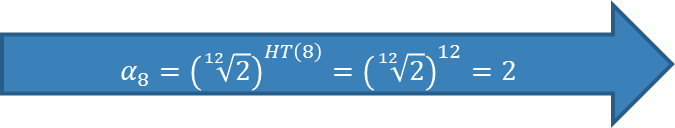 α₈ = (¹²√2)^HT(8) = (¹²√2)^12 = 2